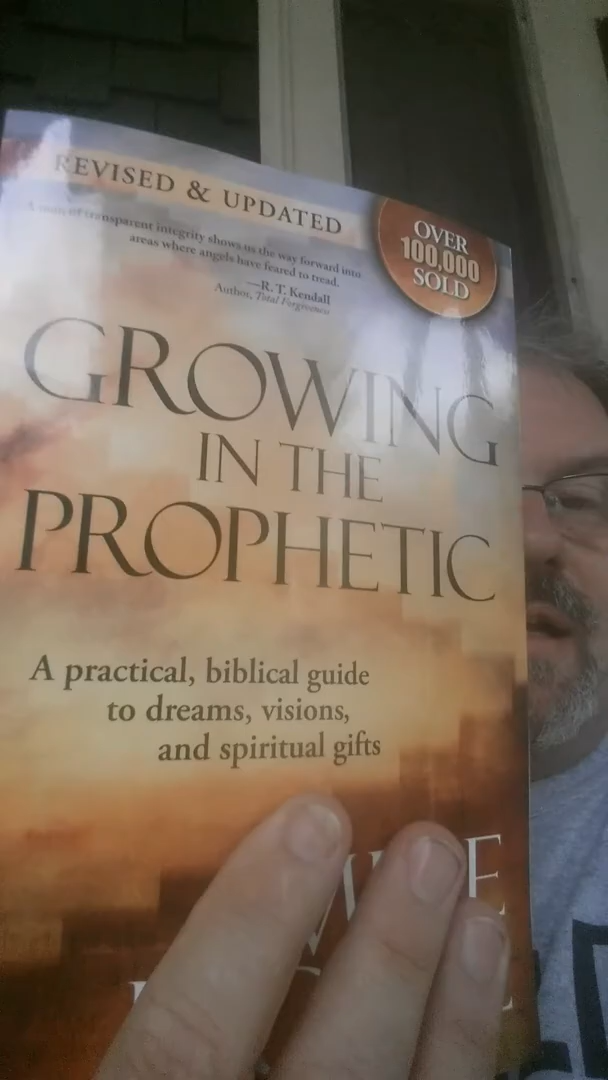 REVISED & UPDATED
A man of transparent integrity shows us the way forward into
areas where angels have feared to tread.
—R. T. Kendall
Author, Total Forgiveness
OVER
100,000
SOLD
GROWING
IN THE
PROPHETIC
A practical, biblical guide
to dreams, visions,
and spiritual gifts